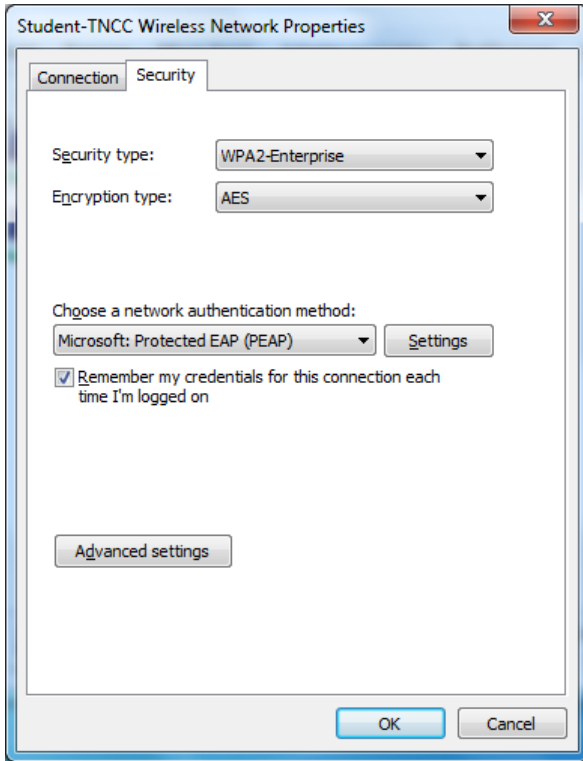 Student-TNCC Wireless Network Properties
Connection Security
Security type: WPA2-Enterprise
Encryption type: AES
Choose a network authentication method:
Microsoft: Protected EAP (PEAP) Settings
Remember my credentials for this connection each
time I'm logged on
Advanced settings
OK Cancel